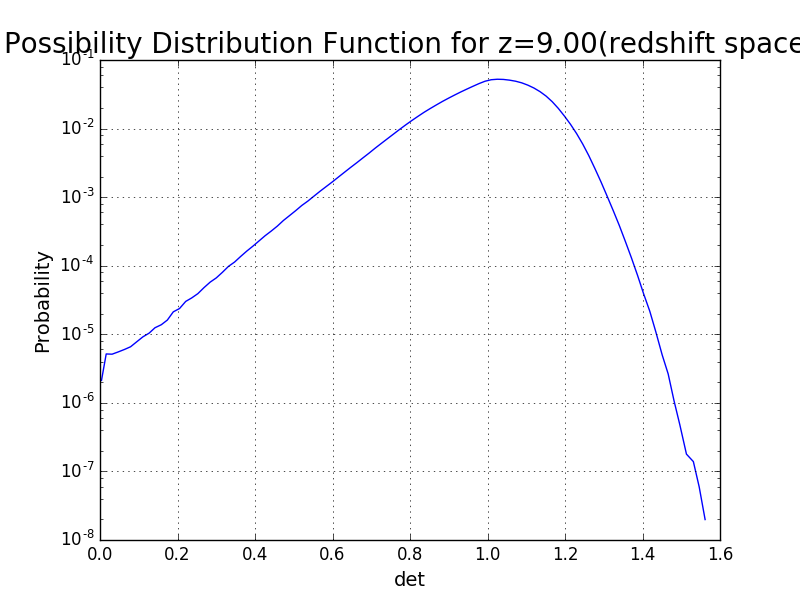 Possibility Distribution Function for z=9.00(redshift space
10^-1
10^-2
10^-3
10^-4
10^-5
10^-6
10^-7
10^-8
Probability
0.0 0.2 0.4 0.6 0.8 1.0 1.2 1.4 1.6
det